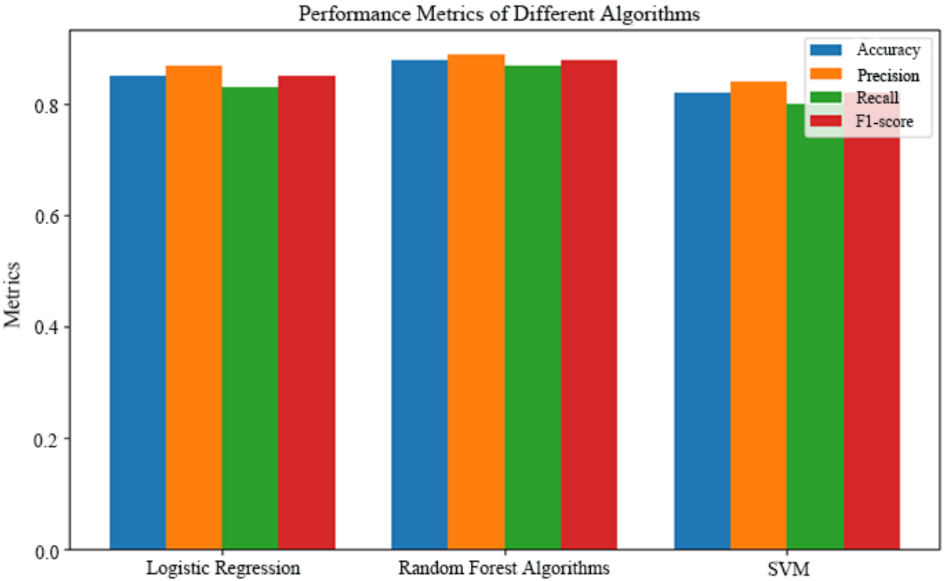 Performance Metrics of Different Algorithms
Accuracy
Precision
Recall
F1-score
Metrics
0.8
0.6
0.4
0.2
0.0
Logistic Regression
Random Forest Algorithms
SVM